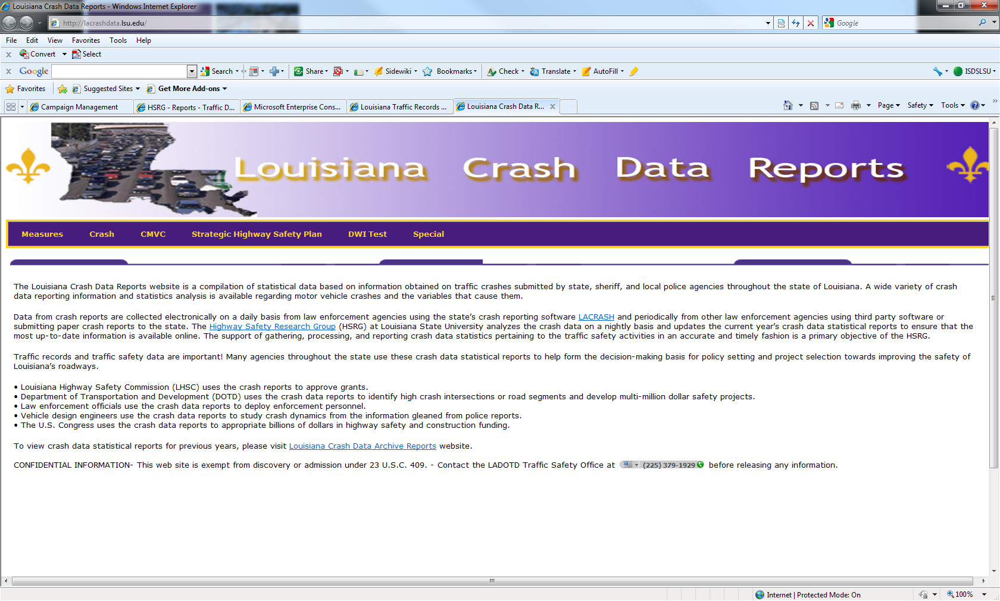 Louisiana Crash Data Reports - Windows Internet Explorer
http://lacrashdata.lsu.edu/
Google
File Edit View Favorites Tools Help
x Convert Select
x Google Search Share Sidewiki Bookmarks Check Translate AutoFill ISDSLSU
Favorites Suggested Sites Get More Add-ons
Campaign Management HSRG - Reports - Traffic D... Microsoft Enterprise Cons... Louisiana Traffic Records ... Louisiana Crash Data R... Page Safety Tools
Louisiana Crash Data Reports
Measures Crash CMVC Strategic Highway Safety Plan DWI Test Special
The Louisiana Crash Data Reports website is a compilation of statistical data based on information obtained on traffic crashes submitted by state, sheriff, and local police agencies throughout the state of Louisiana. A wide variety of crash
data reporting information and statistics analysis is available regarding motor vehicle crashes and the variables that cause them.
Data from crash reports are collected electronically on a daily basis from law enforcement agencies using the state’s crash reporting software LACRASH and periodically from other law enforcement agencies using third party software or
submitting paper crash reports to the state. The Highway Safety Research Group (HSRG) at Louisiana State University analyzes the crash data on a nightly basis and updates the current year’s crash data statistical reports to ensure that the
most up-to-date information is available online. The support of gathering, processing, and reporting crash data statistics pertaining to the traffic safety activities in an accurate and timely fashion is a primary objective of the HSRG.
Traffic records and traffic safety data are important! Many agencies throughout the state use these crash data statistical reports to help form the decision-making basis for policy setting and project selection towards improving the safety of
Louisiana’s roadways.
• Louisiana Highway Safety Commission (LHSC) uses the crash reports to approve grants.
• Department of Transportation and Development (DOTD) uses the crash data reports to identify high crash intersections or road segments and develop multi-million dollar safety projects.
• Law enforcement officials use the crash data reports to deploy enforcement personnel.
• Vehicle design engineers use the crash data reports to study crash dynamics from the information gleaned from police reports.
• The U.S. Congress uses the crash data reports to appropriate billions of dollars in highway safety and construction funding.
To view crash data statistical reports for previous years, please visit Louisiana Crash Data Archive Reports website.
CONFIDENTIAL INFORMATION- This web site is exempt from discovery or admission under 23 U.S.C. 409. - Contact the LADOTD Traffic Safety Office at (225) 379-1929 before releasing any information.
Internet | Protected Mode: On 100%